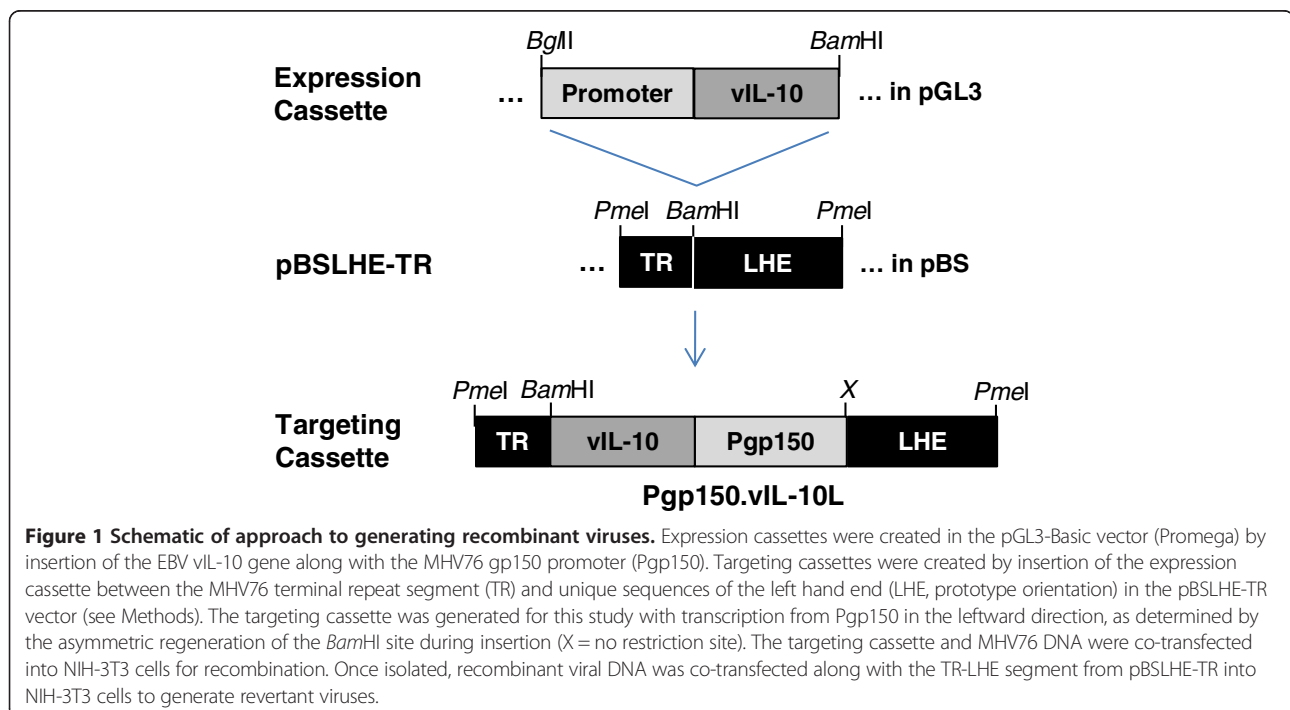 BglII BamHI
Expression
Cassette
... Promoter vIL-10 ... in pGL3
PmeI BamHI PmeI
pBSLHE-TR ... TR LHE ... in pBS
PmeI BamHI X PmeI
Targeting
Cassette
TR vIL-10 Pgp150 LHE
Pgp150.vIL-10L
Figure 1 Schematic of approach to generating recombinant viruses. Expression cassettes were created in the pGL3-Basic vector (Promega) by
insertion of the EBV vIL-10 gene along with the MHV76 gp150 promoter (Pgp150). Targeting cassettes were created by insertion of the expression
cassette between the MHV76 terminal repeat segment (TR) and unique sequences of the left hand end (LHE, prototype orientation) in the pBSLHE-TR
vector (see Methods). The targeting cassette was generated for this study with transcription from Pgp150 in the leftward direction, as determined by
the asymmetric regeneration of the BamHI site during insertion (X = no restriction site). The targeting cassette and MHV76 DNA were co-transfected
into NIH-3T3 cells for recombination. Once isolated, recombinant viral DNA was co-transfected along with the TR-LHE segment from pBSLHE-TR into
NIH-3T3 cells to generate revertant viruses.